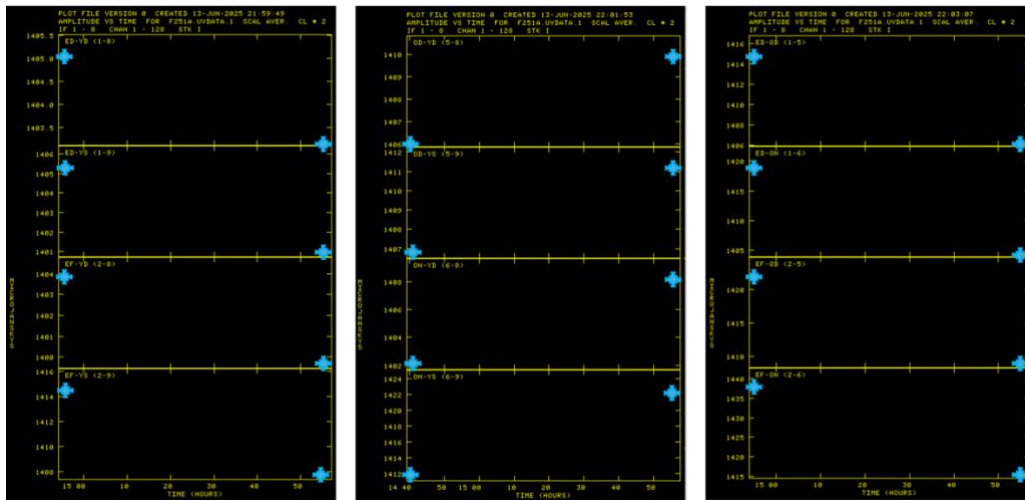 PLOT FILE VERSION 0 CREATED 13-JUN-2025 21:59:49
AMPLITUDE VS TIME FOR F251A.UVDATA.1 SCAL AVER. CL # 2
IF 1 - 8 CHAN 1 - 128 STK I
1405.5
ED-YD (1-8)
1405.0
1404.5
1404.0
1403.5
ED-YS (1-9)
1406
1405
1404
1403
1402
1401
EF-YD (2-8)
1404
1403
1402
1401
1400
EF-YS (2-9)
1416
1414
1412
1410
1408
MICROJANSKYS
15 00 10 20 30 40 50
TIME (HOURS)
PLOT FILE VERSION 0 CREATED 13-JUN-2025 22:01:53
AMPLITUDE VS TIME FOR F251A.UVDATA.1 SCAL AVER. CL # 2
IF 1 - 8 CHAN 1 - 128 STK I
OD-YD (5-8)
1410
1409
1408
1407
1406
OD-YS (5-9)
1412
1411
1410
1409
1408
1407
ON-YD (6-8)
1408
1406
1404
1402
ON-YS (6-9)
1424
1422
1420
1418
1416
1414
1412
MICROJANSKYS
14 40 50 15 00 10 20 30 40 50
TIME (HOURS)
PLOT FILE VERSION 0 CREATED 13-JUN-2025 22:03:07
AMPLITUDE VS TIME FOR F251A.UVDATA.1 SCAL AVER. CL # 2
IF 1 - 8 CHAN 1 - 128 STK I
ED-OD (1-5)
1416
1414
1412
1410
1408
1406
ED-ON (1-6)
1420
1415
1410
1405
EF-OD (2-5)
1420
1415
1410
EF-ON (2-6)
1440
1435
1430
1425
1420
1415
MICROJANSKYS
15 00 10 20 30 40 50
TIME (HOURS)